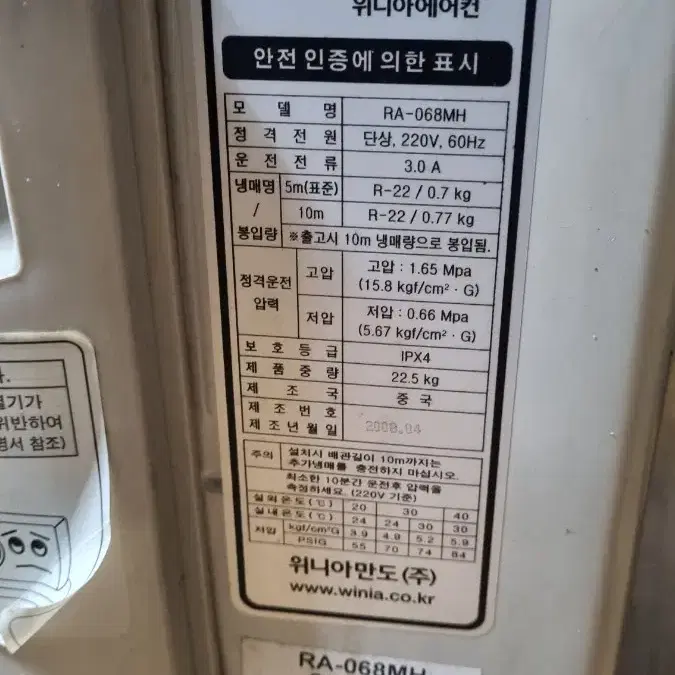 위니아에어컨
안전 인증에 의한 표시
모델명 RA-068MH
정격전원 단상, 220V, 60Hz
운전전류 3.0 A
냉매명 / 봉입량 5m(표준) R-22 / 0.7 kg
10m R-22 / 0.77 kg
※출고시 10m 냉매량으로 봉입됨.
정격운전 압력 고압 고압 : 1.65 Mpa
(15.8 kgf/cm² · G)
저압 저압 : 0.66 Mpa
(5.67 kgf/cm² · G)
보호등급 IPX4
제품중량 22.5 kg
제조국 중국
제조번호
제조년월일 2008.04
주의 설치시 배관길이 10m까지는
추가냉매를 충전하지 마십시오.
최소한 10분간 운전후 압력을
측정하세요. (220V 기준)
실외온도(℃) 20 30 40
실내온도(℃) 24 24 30 30
저압 kgf/cm²G 3.9 4.9 5.2 5.9
PSIG 55 70 74 84
위니아만도(주)
www.winia.co.kr
RA-068MH
기가
위반하여
명서 참조)